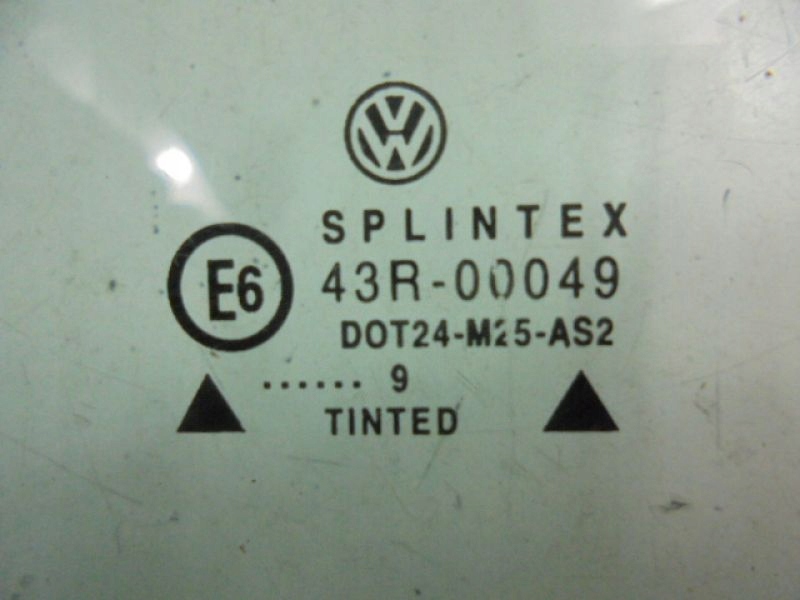 SPLINTEX
E6
43R-00049
DOT24-M25-AS2
...... 9
TINTED